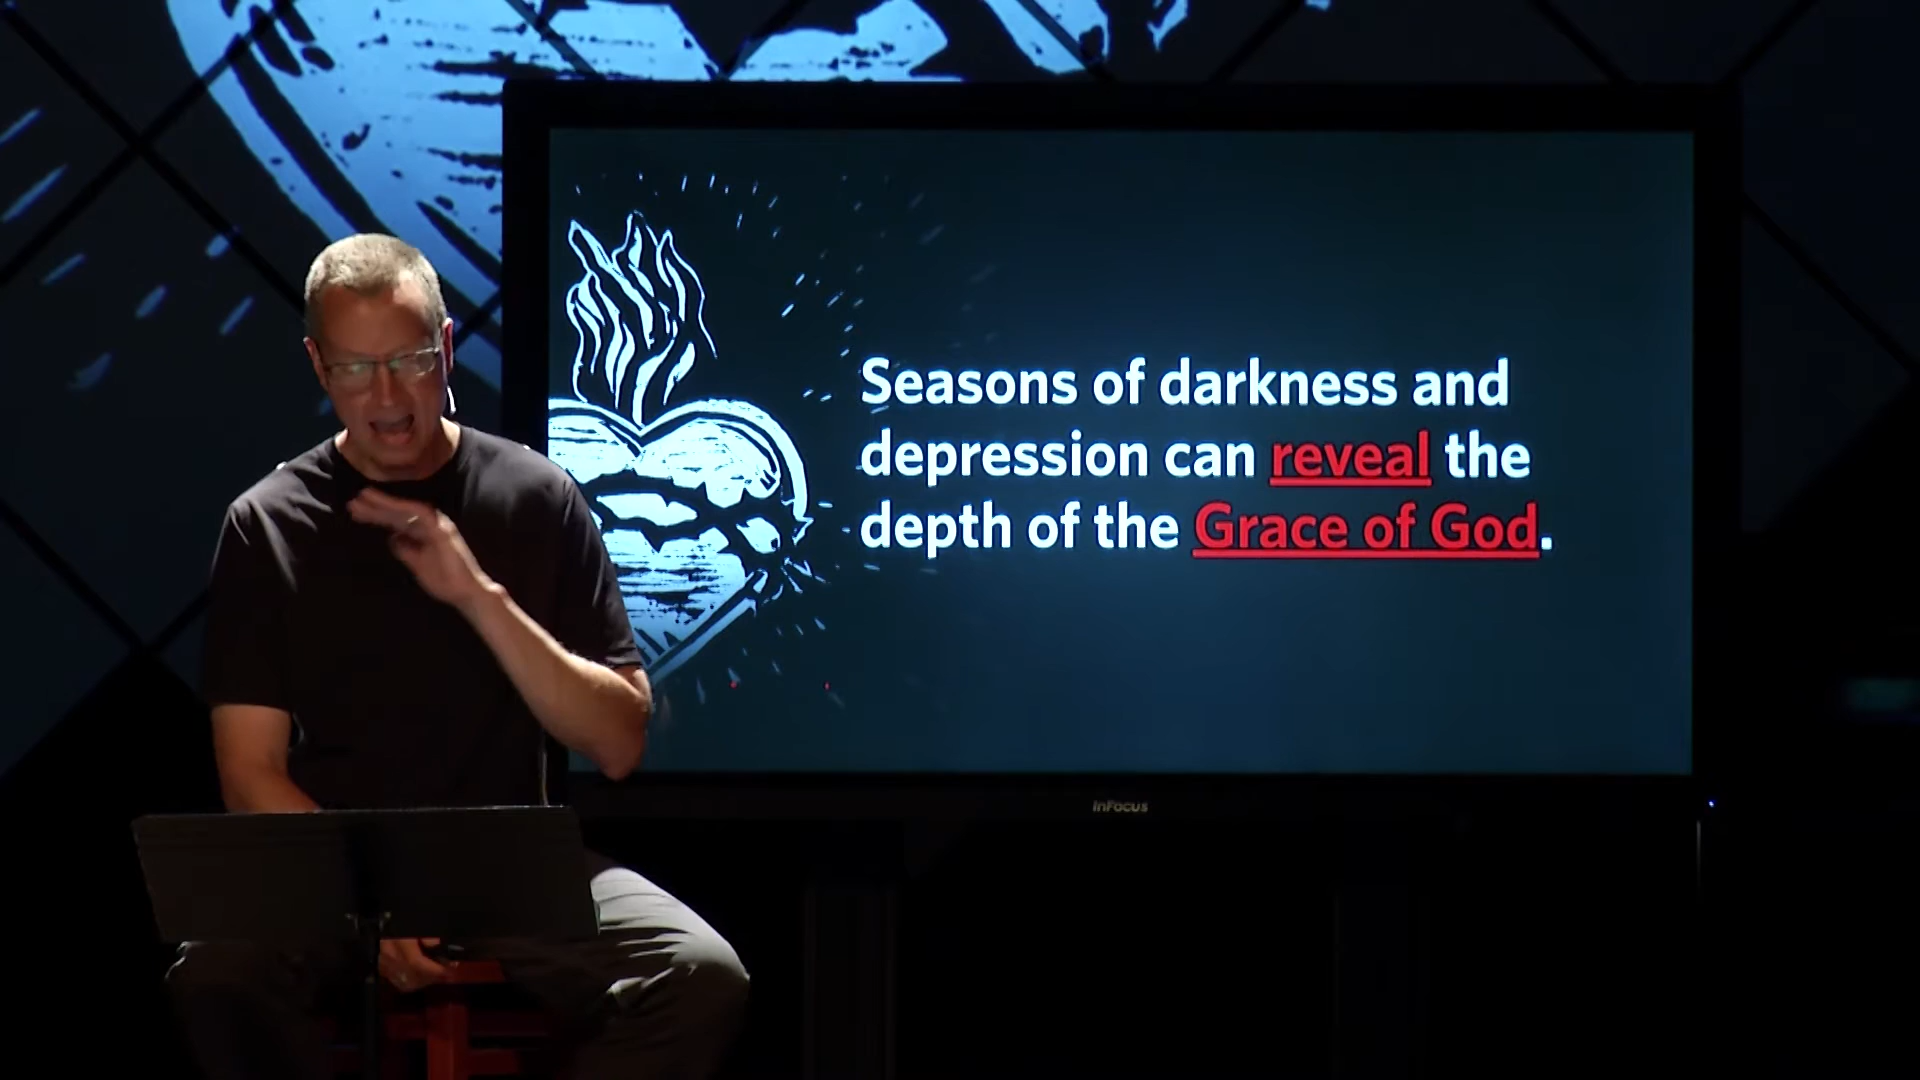 Seasons of darkness and
depression can reveal the
depth of the Grace of God.
InFocus